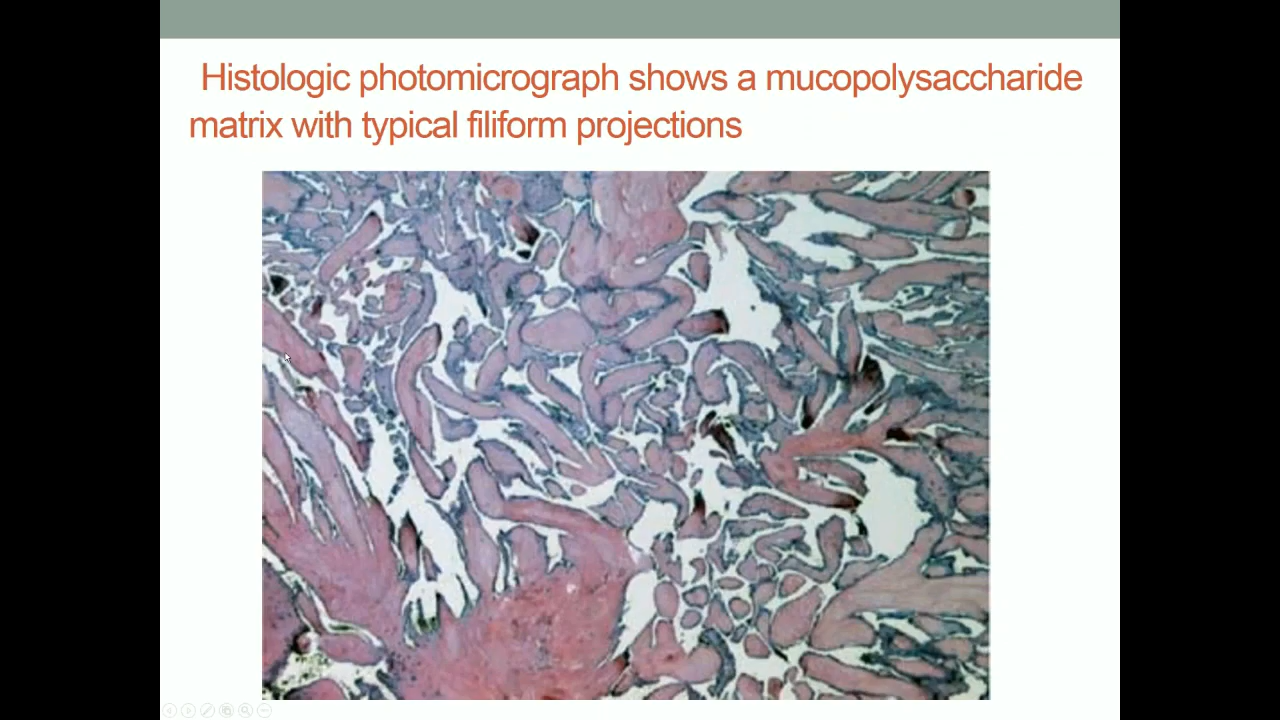 Histologic photomicrograph shows a mucopolysaccharide
matrix with typical filiform projections